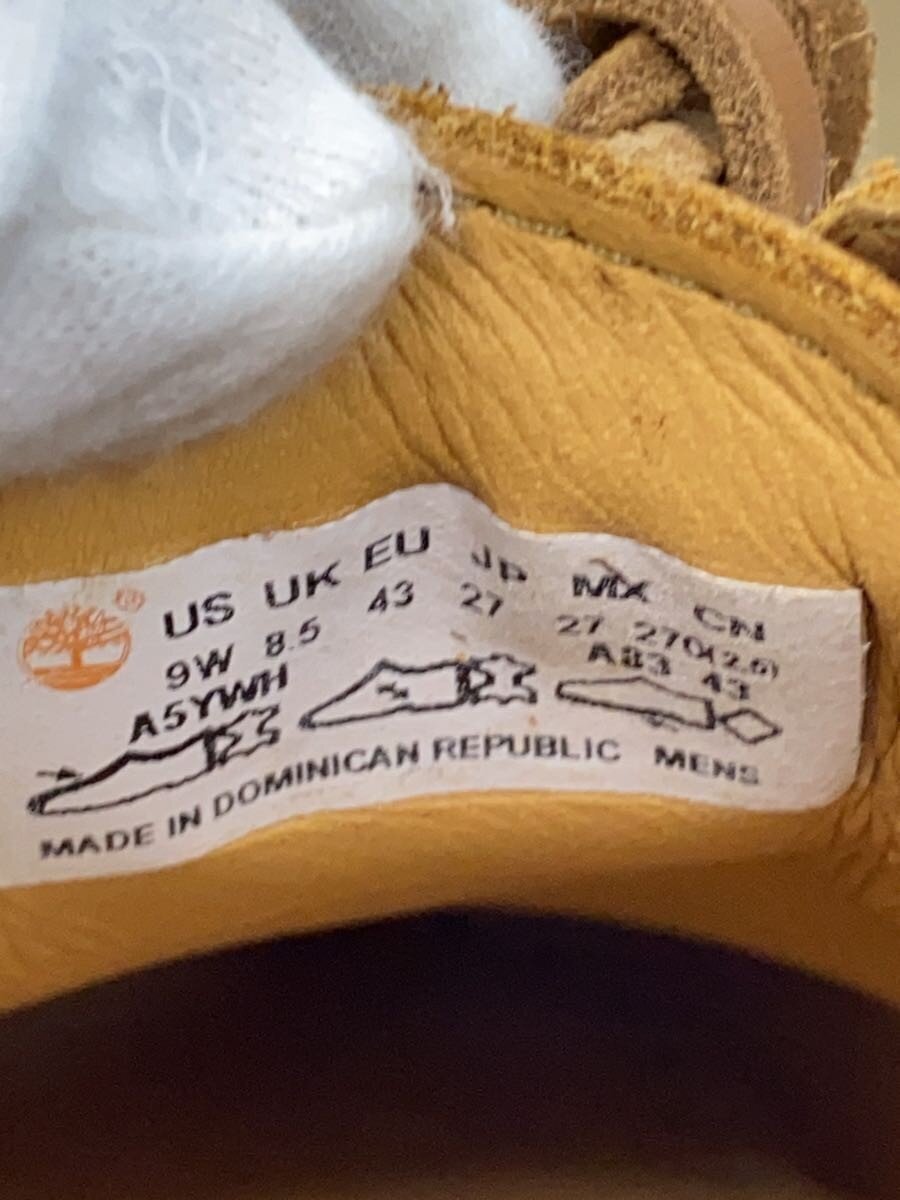 US UK EU JP MX CN
9W 8.5 43 27 27 270(2.5)
A5YWH A83 43
MADE IN DOMINICAN REPUBLIC MENS